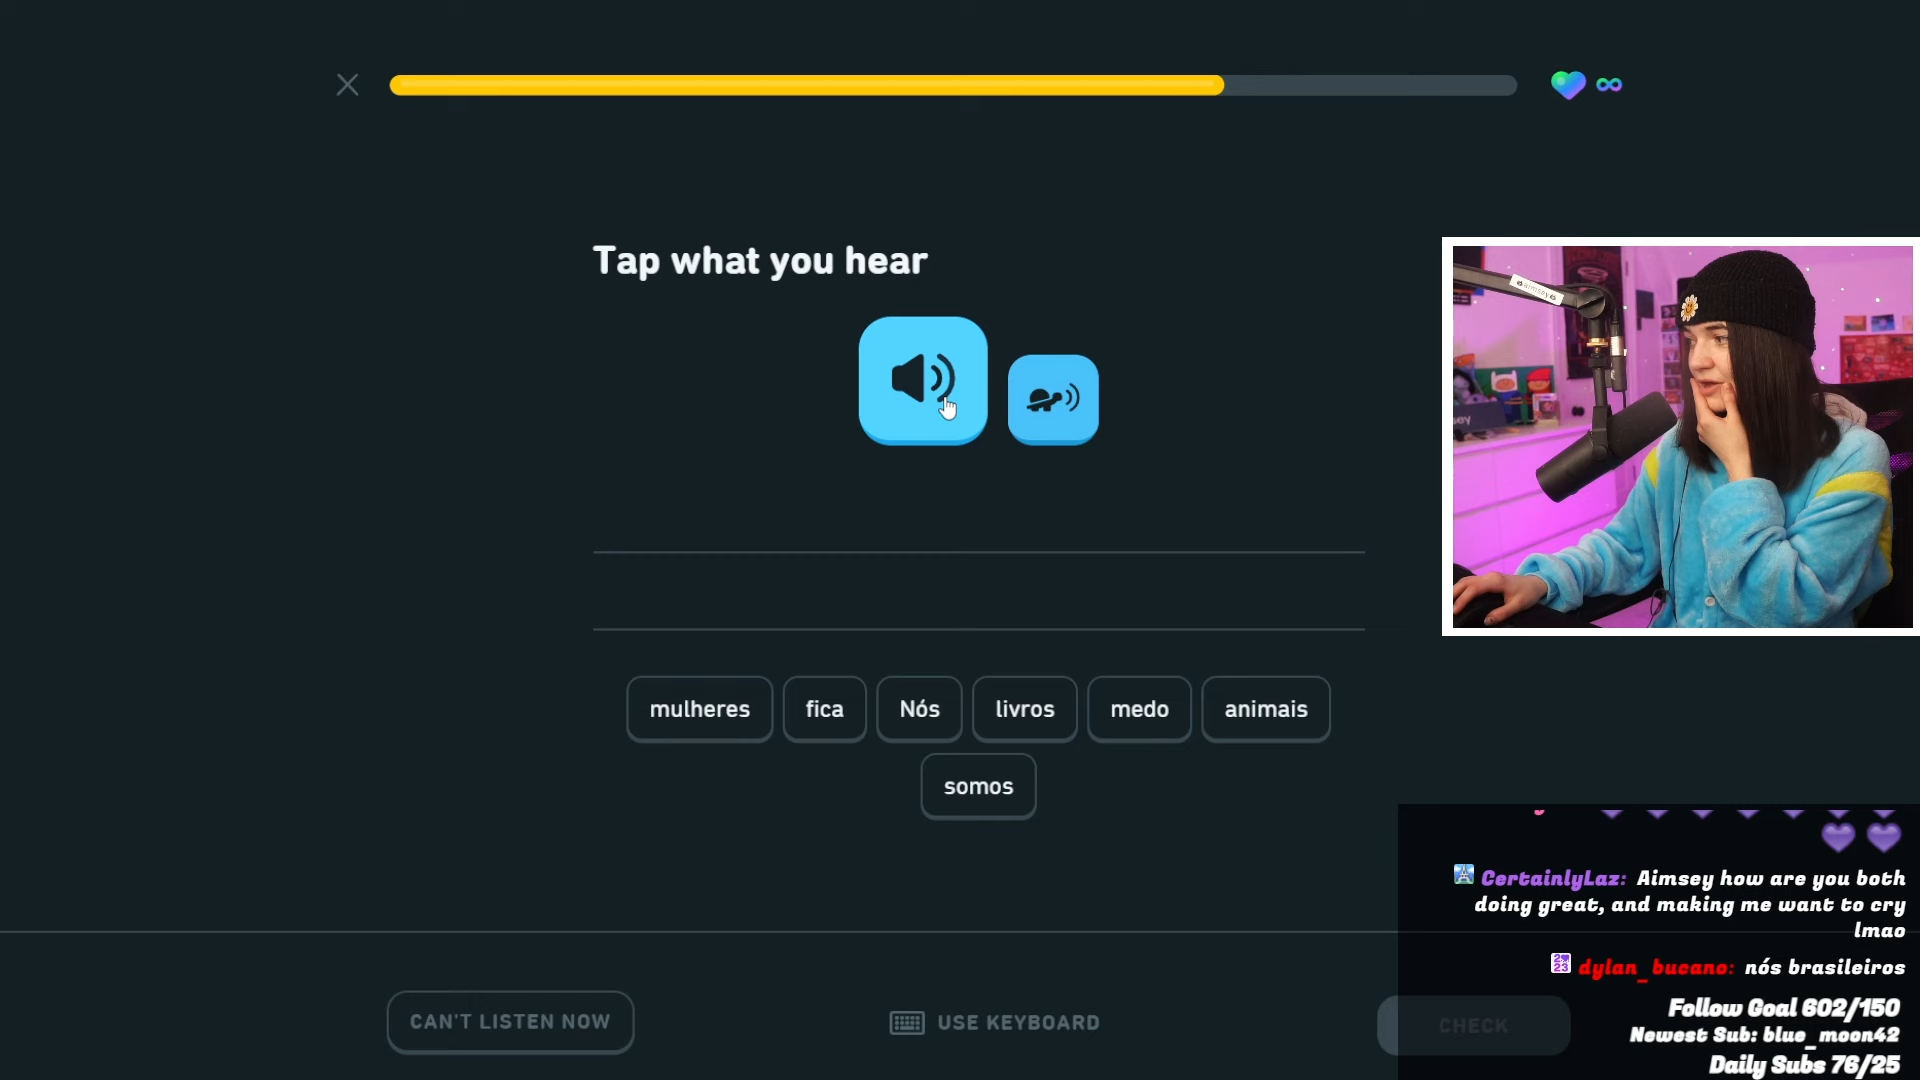 Tap what you hear
aimsey
mulheres
fica
Nós
livros
medo
animais
somos
CertainlyLaz: Aimsey how are you both
doing great, and making me want to cry
lmao
dylan_bucano: nós brasileiros
CAN'T LISTEN NOW
USE KEYBOARD
CHECK
Follow Goal 602/150
Newest Sub: blue_moon42
Daily Subs 76/25